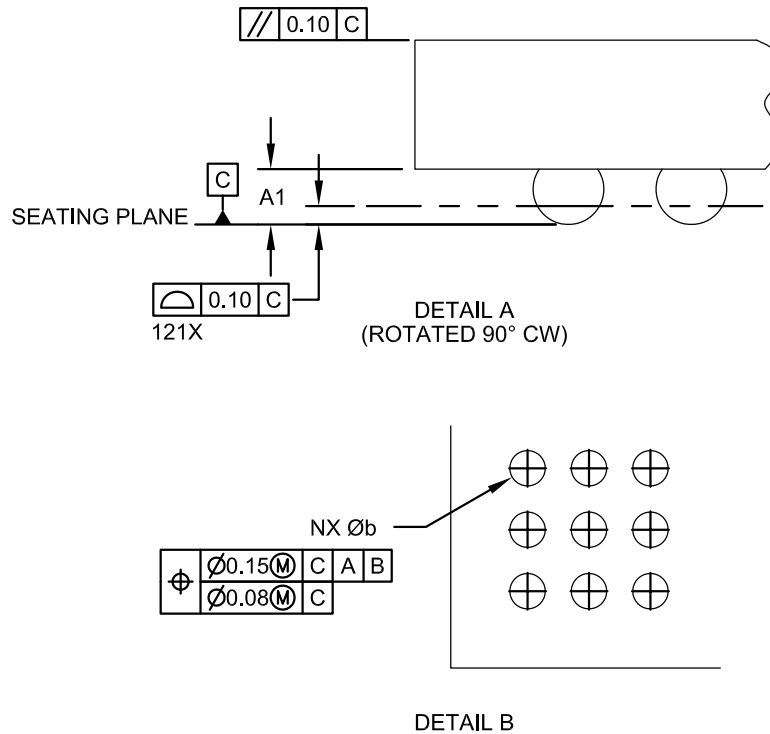 // 0.10 C
C
A1
SEATING PLANE
⌓ 0.10 C
121X
DETAIL A
(ROTATED 90° CW)
NX Øb
⌖ Ø0.15Ⓜ C A B
Ø0.08Ⓜ C
DETAIL B